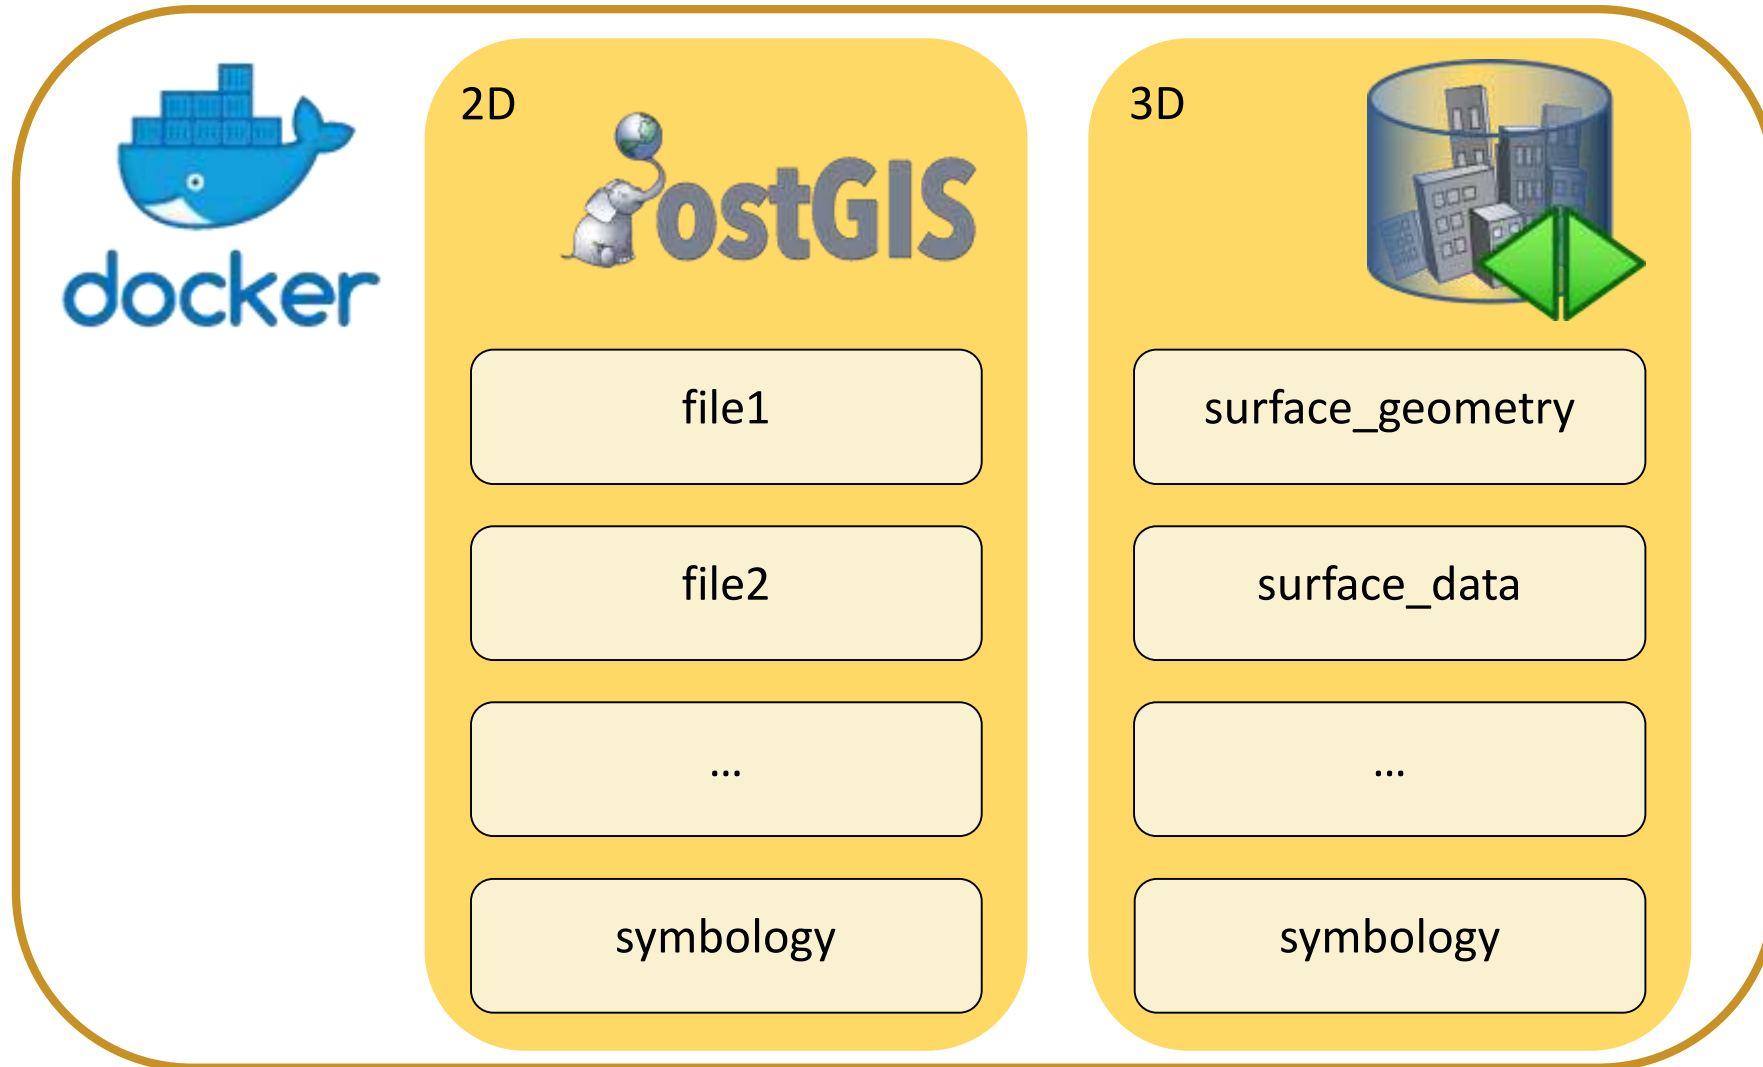 docker
2D
PostGIS
file1
file2
...
symbology
3D
surface_geometry
surface_data
...
symbology